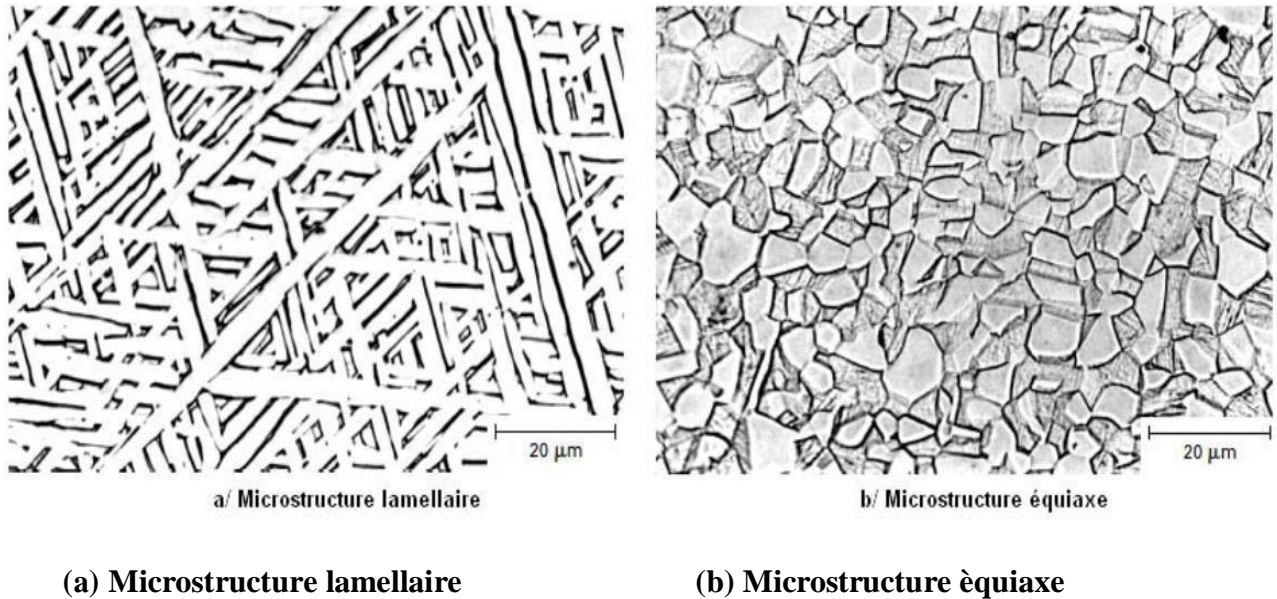 20 µm
20 µm
a/ Microstructure lamellaire
b/ Microstructure équiaxe
(a) Microstructure lamellaire
(b) Microstructure èquiaxe